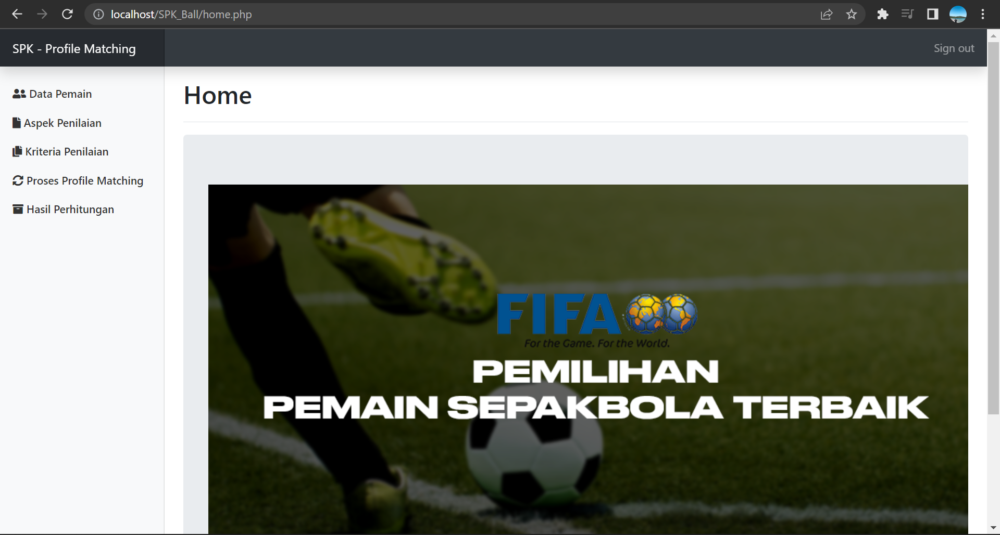 localhost/SPK_Ball/home.php
SPK - Profile Matching
Sign out
Data Pemain
Aspek Penilaian
Kriteria Penilaian
Proses Profile Matching
Hasil Perhitungan
Home
FIFA
For the Game. For the World.
PEMILIHAN
PEMAIN SEPAKBOLA TERBAIK